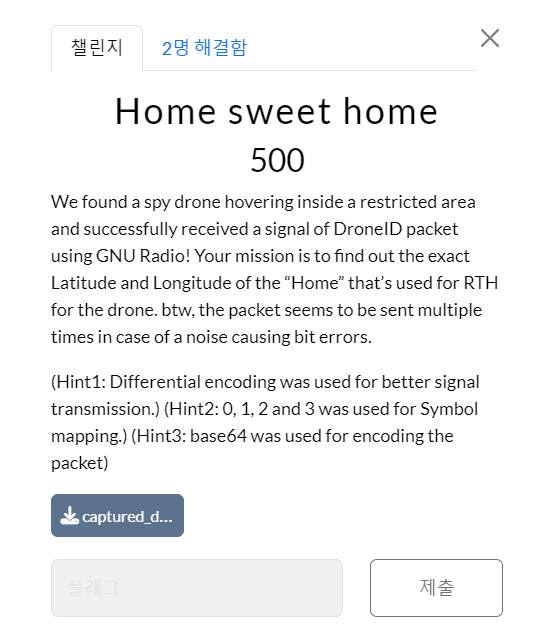 챌린지
2명 해결함
Home sweet home
500
We found a spy drone hovering inside a restricted area
and successfully received a signal of DroneID packet
using GNU Radio! Your mission is to find out the exact
Latitude and Longitude of the “Home” that’s used for RTH
for the drone. btw, the packet seems to be sent multiple
times in case of a noise causing bit errors.
(Hint1: Differential encoding was used for better signal
transmission.) (Hint2: 0, 1, 2 and 3 was used for Symbol
mapping.) (Hint3: base64 was used for encoding the
packet)
captured_d...
플래그
제출